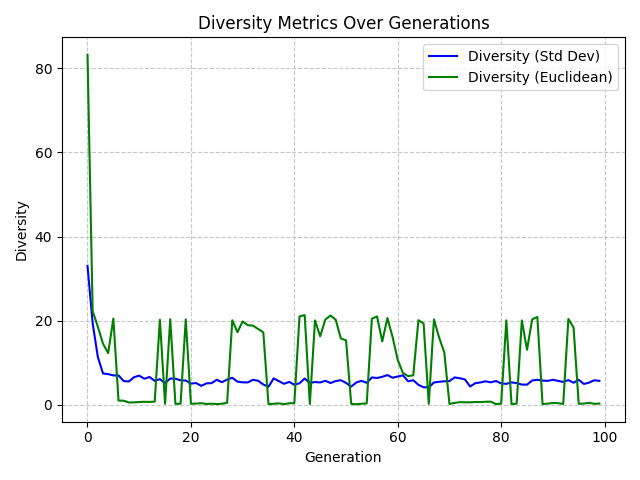 Diversity Metrics Over Generations
Diversity (Std Dev)
Diversity (Euclidean)
Diversity
80
60
40
20
0
0 20 40 60 80 100
Generation